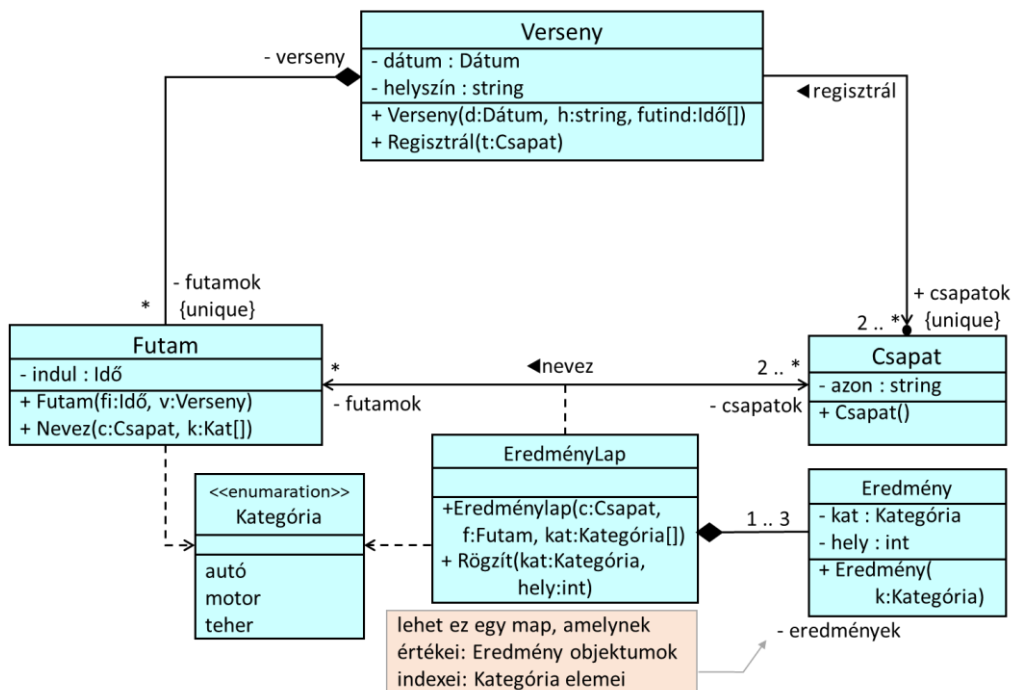 Verseny
- dátum : Dátum
- helyszín : string
+ Verseny(d:Dátum, h:string, futind:Idő[])
+ Regisztrál(t:Csapat)
- verseny
◄regisztrál
- futamok
{unique}
*
+ csapatok
{unique}
2 .. *
Futam
- indul : Idő
+ Futam(fi:Idő, v:Verseny)
+ Nevez(c:Csapat, k:Kat[])
*
- futamok
◄nevez
2 .. *
- csapatok
Csapat
- azon : string
+ Csapat()
<<enumaration>>
Kategória
autó
motor
teher
EredményLap
+Eredménylap(c:Csapat,
f:Futam, kat:Kategória[])
+ Rögzít(kat:Kategória,
hely:int)
1 .. 3
Eredmény
- kat : Kategória
- hely : int
+ Eredmény(
k:Kategória)
- eredmények
lehet ez egy map, amelynek
értékei: Eredmény objektumok
indexei: Kategória elemei